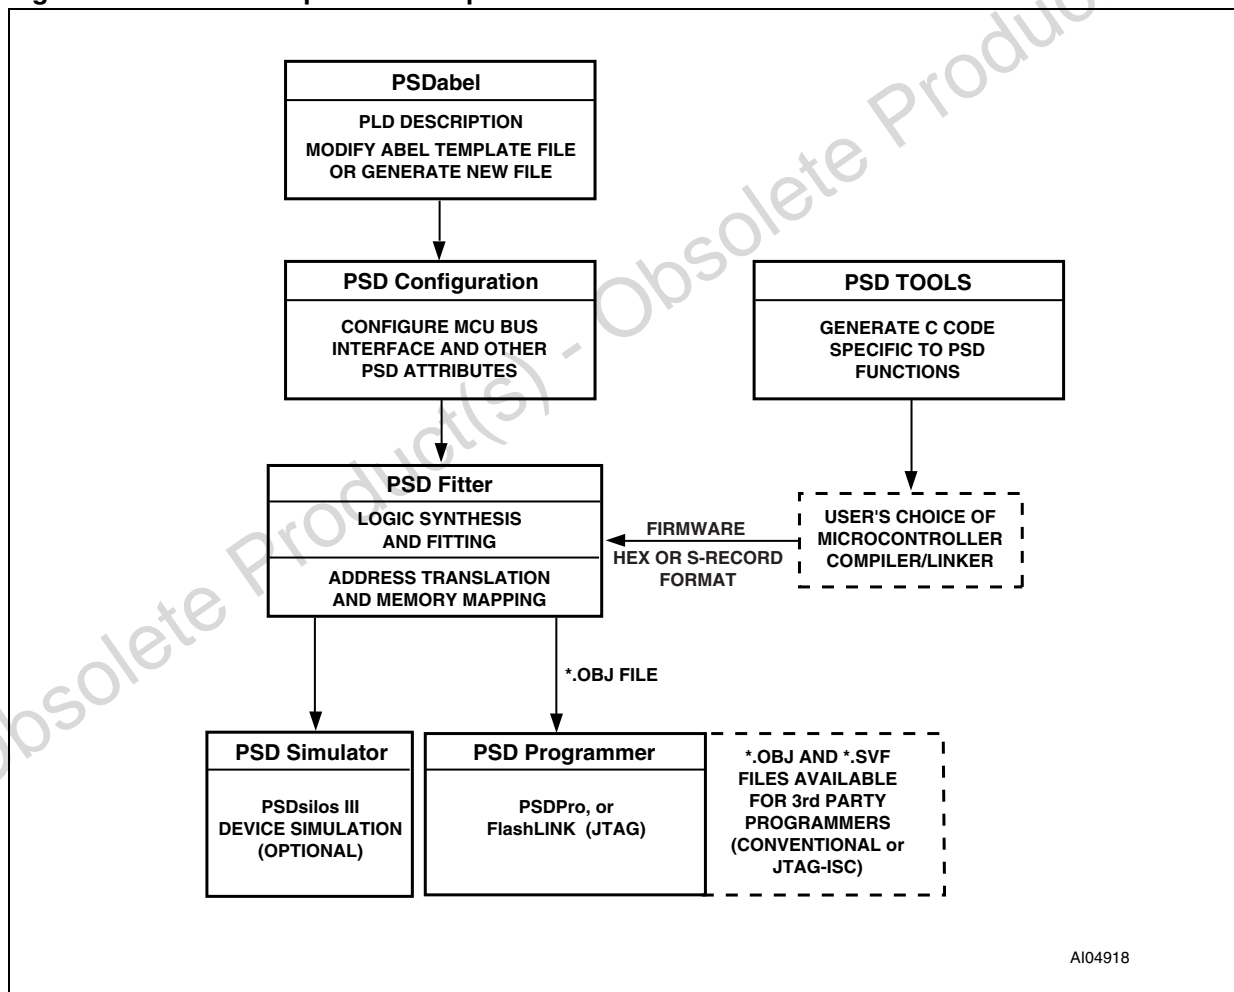 PSDabel
PLD DESCRIPTION
MODIFY ABEL TEMPLATE FILE
OR GENERATE NEW FILE
PSD Configuration
CONFIGURE MCU BUS
INTERFACE AND OTHER
PSD ATTRIBUTES
PSD TOOLS
GENERATE C CODE
SPECIFIC TO PSD
FUNCTIONS
PSD Fitter
LOGIC SYNTHESIS
AND FITTING
ADDRESS TRANSLATION
AND MEMORY MAPPING
FIRMWARE
HEX OR S-RECORD
FORMAT
USER'S CHOICE OF
MICROCONTROLLER
COMPILER/LINKER
*.OBJ FILE
PSD Simulator
PSDsilos III
DEVICE SIMULATION
(OPTIONAL)
PSD Programmer
PSDPro, or
FlashLINK (JTAG)
*.OBJ AND *.SVF
FILES AVAILABLE
FOR 3rd PARTY
PROGRAMMERS
(CONVENTIONAL or
JTAG-ISC)
AI04918
Obsolete Product(s) - Obsolete Produc